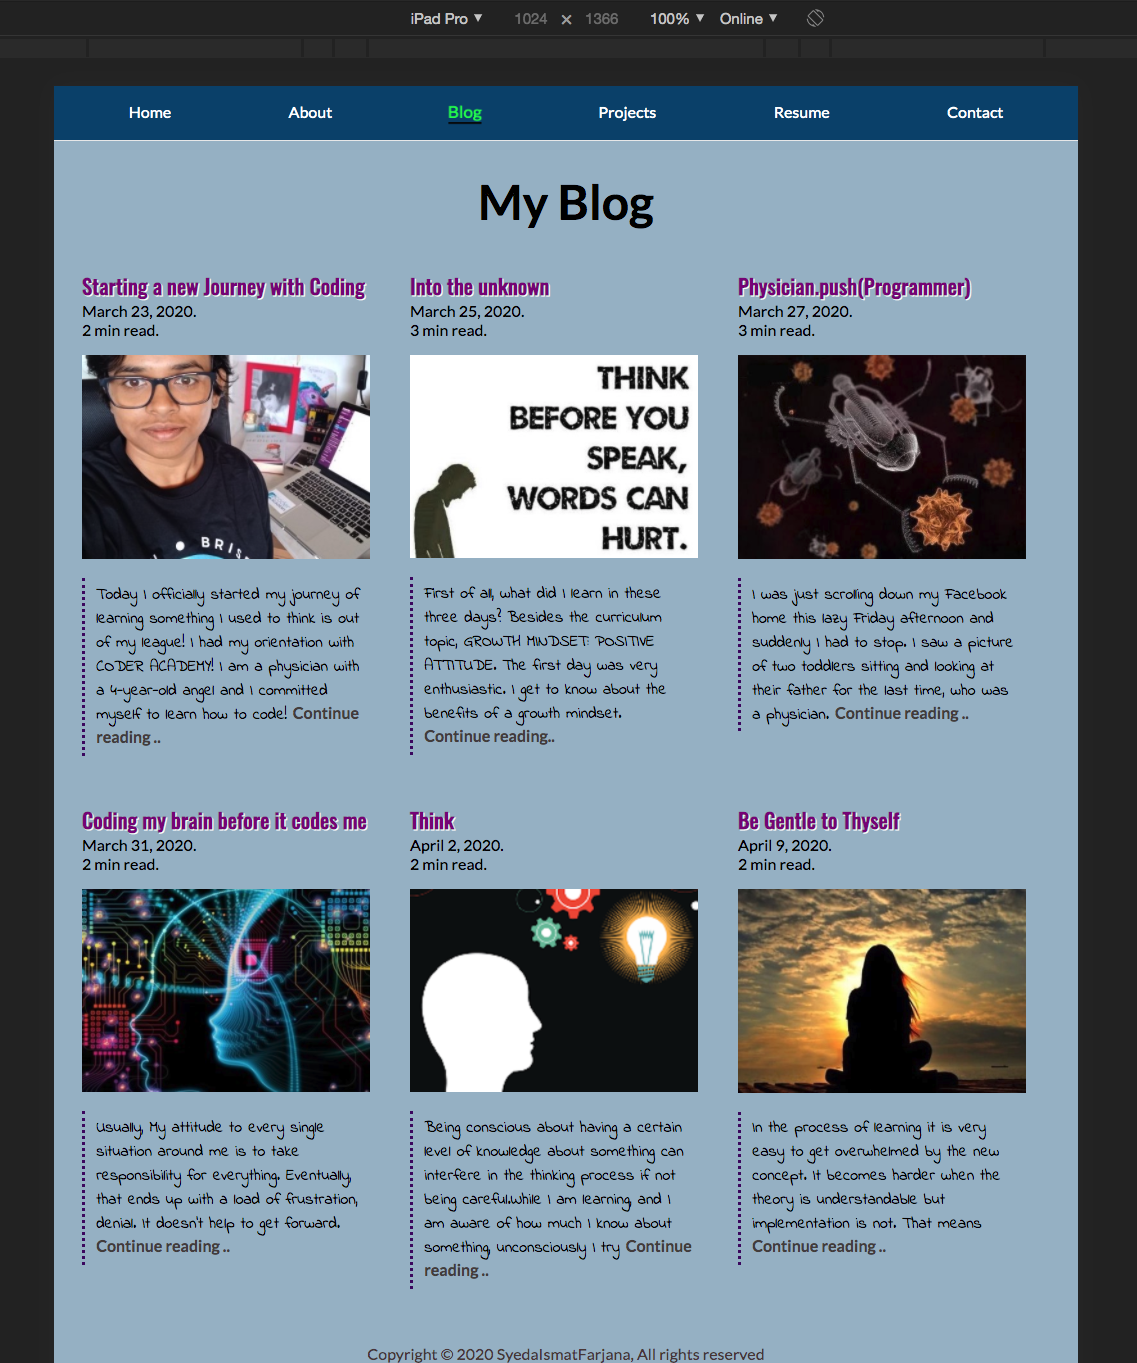 iPad Pro ▼ 1024 × 1366 100% ▼ Online ▼
Home About Blog Projects Resume Contact
My Blog
Starting a new Journey with Coding
March 23, 2020.
2 min read.
BRIS
Today I officially started my journey of
learning something I used to think is out
of my league! I had my orientation with
CODER ACADEMY! I am a physician with
a 4-year-old angel and I committed
myself to learn how to code! Continue
reading ..
Into the unknown
March 25, 2020.
3 min read.
THINK
BEFORE YOU
SPEAK,
WORDS CAN
HURT.
First of all, what did I learn in these
three days? Besides the curriculum
topic, GROWTH MINDSET: POSITIVE
ATTITUDE. The first day was very
enthusiastic. I get to know about the
benefits of a growth mindset.
Continue reading..
Physician.push(Programmer)
March 27, 2020.
3 min read.
I was just scrolling down my Facebook
home this lazy Friday afternoon and
suddenly I had to stop. I saw a picture
of two toddlers sitting and looking at
their father for the last time, who was
a physician. Continue reading ..
Coding my brain before it codes me
March 31, 2020.
2 min read.
Usually, My attitude to every single
situation around me is to take
responsibility for everything. Eventually,
that ends up with a load of frustration,
denial. It doesn't help to get forward.
Continue reading ..
Think
April 2, 2020.
2 min read.
Being conscious about having a certain
level of knowledge about something can
interfere in the thinking process if not
being careful.While I am learning, and I
am aware of how much I know about
something, unconsciously I try Continue
reading ..
Be Gentle to Thyself
April 9, 2020.
2 min read.
In the process of learning it is very
easy to get overwhelmed by the new
concept. It becomes harder when the
theory is understandable but
implementation is not. That means
Continue reading ..
Copyright © 2020 SyedaIsmatFarjana, All rights reserved